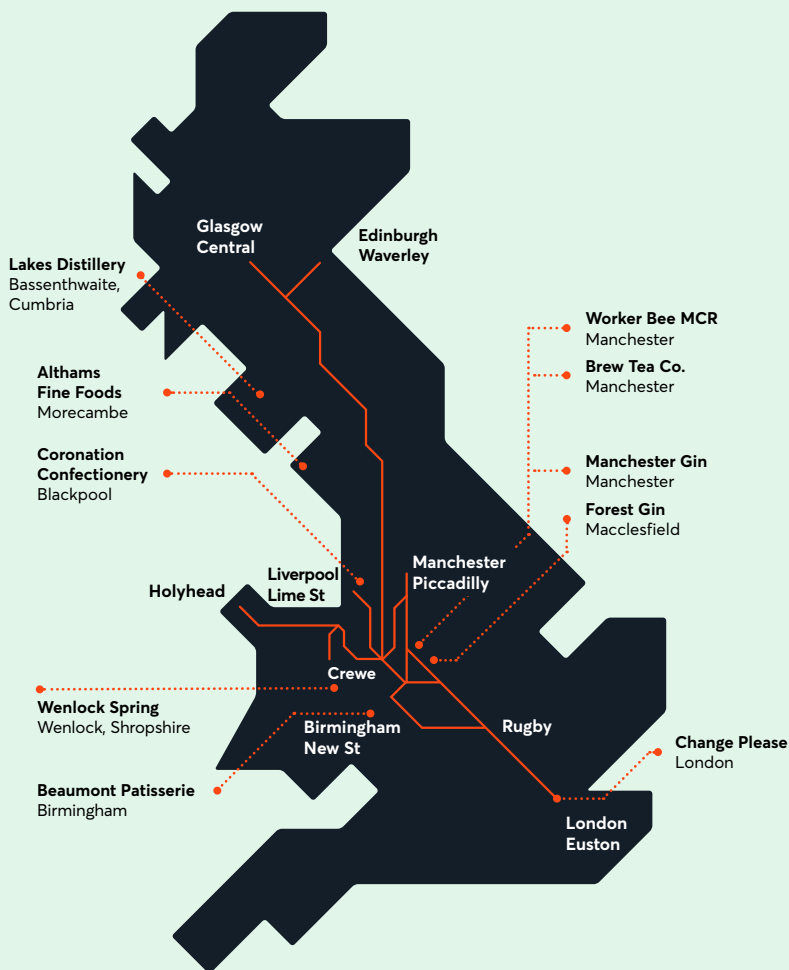 Glasgow
Central
Edinburgh
Waverley
Lakes Distillery
Bassenthwaite,
Cumbria
Worker Bee MCR
Manchester
Brew Tea Co.
Manchester
Althams
Fine Foods
Morecambe
Coronation
Confectionery
Blackpool
Manchester Gin
Manchester
Forest Gin
Macclesfield
Manchester
Piccadilly
Liverpool
Lime St
Holyhead
Crewe
Wenlock Spring
Wenlock, Shropshire
Birmingham
New St
Rugby
Change Please
London
Beaumont Patisserie
Birmingham
London
Euston